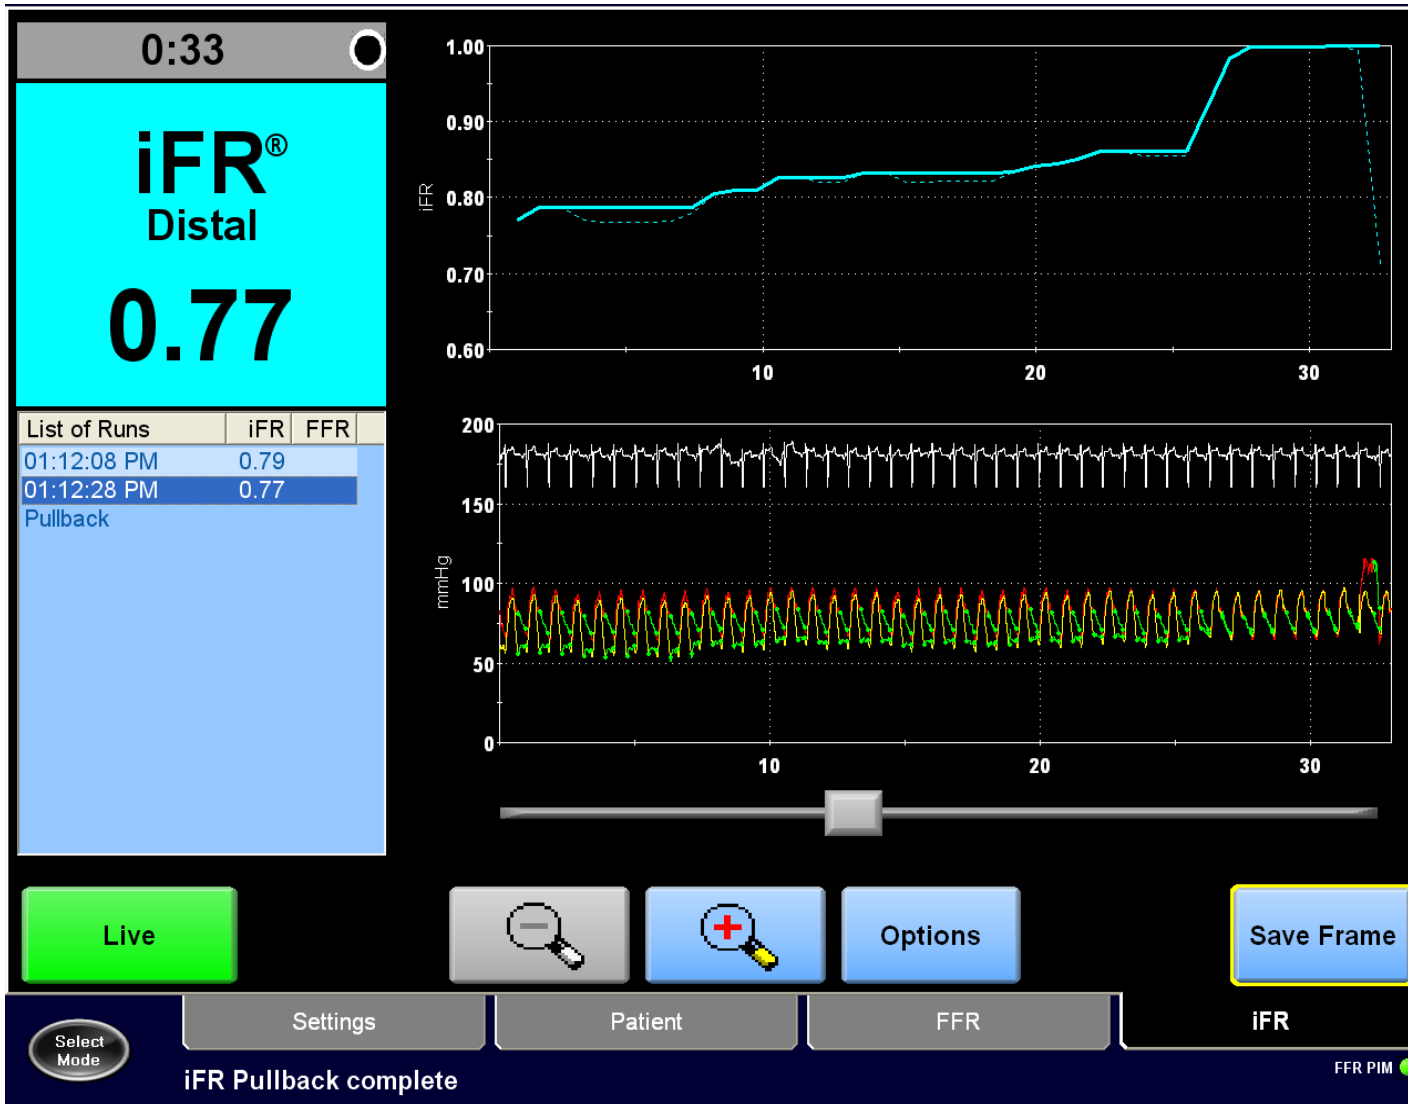 0:33
iFR®
Distal
0.77
List of Runs iFR FFR
01:12:08 PM 0.79
01:12:28 PM 0.77
Pullback
1.00
0.90
0.80
0.70
0.60
iFR
10 20 30
200
150
100
50
0
mmHg
10 20 30
Live
Options
Save Frame
Select
Mode
Settings
Patient
FFR
iFR
iFR Pullback complete
FFR PIM